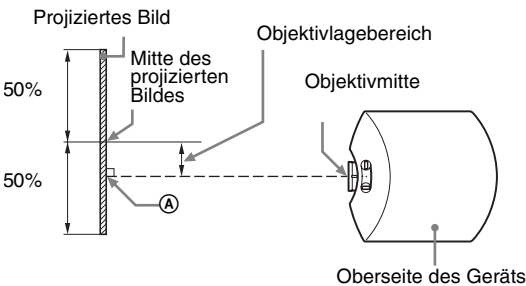 Projiziertes Bild
Objektivlagebereich
Mitte des
projizierten
Bildes
Objektivmitte
50%
50%
A
Oberseite des Geräts